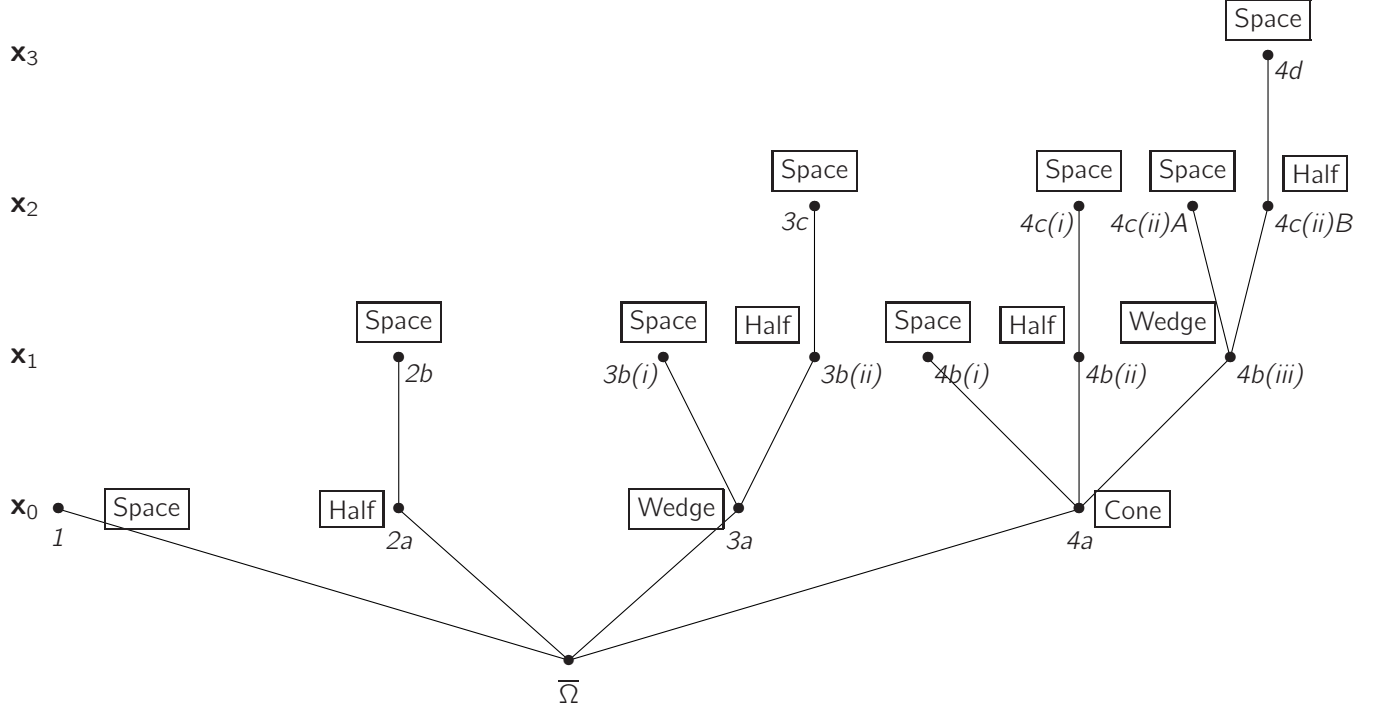 Space
x₃
4d
Space Space Space Half
x₂
3c 4c(i) 4c(ii)A 4c(ii)B
Space Space Half Space Half Wedge
x₁
2b 3b(i) 3b(ii) 4b(i) 4b(ii) 4b(iii)
x₀ Space Half Wedge Cone
1 2a 3a 4a
Ω̅